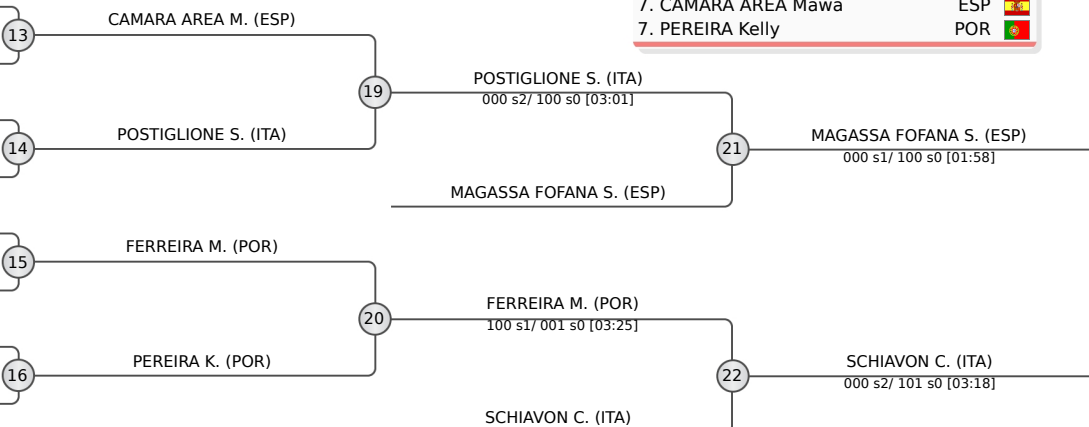 7. CAMARA AREA Mawa ESP
7. PEREIRA Kelly POR
13
CAMARA AREA M. (ESP)
19
POSTIGLIONE S. (ITA)
000 s2/ 100 s0 [03:01]
14
POSTIGLIONE S. (ITA)
21
MAGASSA FOFANA S. (ESP)
000 s1/ 100 s0 [01:58]
MAGASSA FOFANA S. (ESP)
15
FERREIRA M. (POR)
20
FERREIRA M. (POR)
100 s1/ 001 s0 [03:25]
16
PEREIRA K. (POR)
22
SCHIAVON C. (ITA)
000 s2/ 101 s0 [03:18]
SCHIAVON C. (ITA)